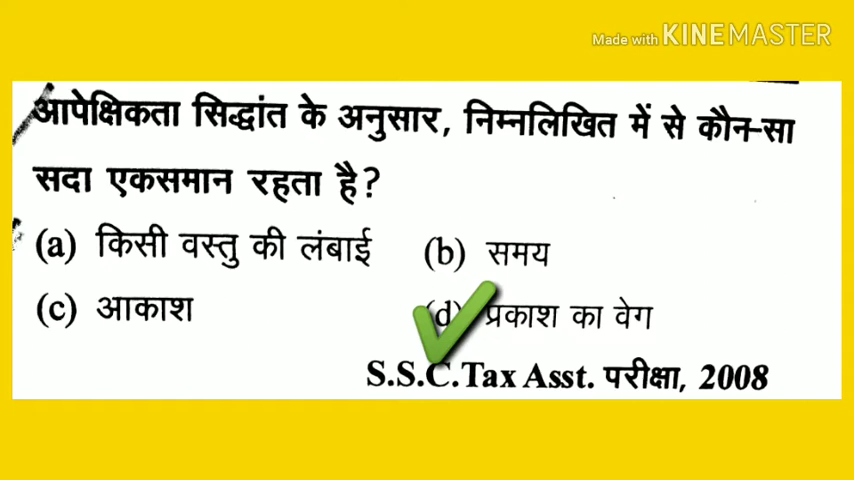 Made with KINEMASTER
आपेक्षिकता सिद्धांत के अनुसार, निम्नलिखित में से कौन-सा
सदा एकसमान रहता है?
(a) किसी वस्तु की लंबाई (b) समय
(c) आकाश (d) प्रकाश का वेग
S.S.C.Tax Asst. परीक्षा, 2008